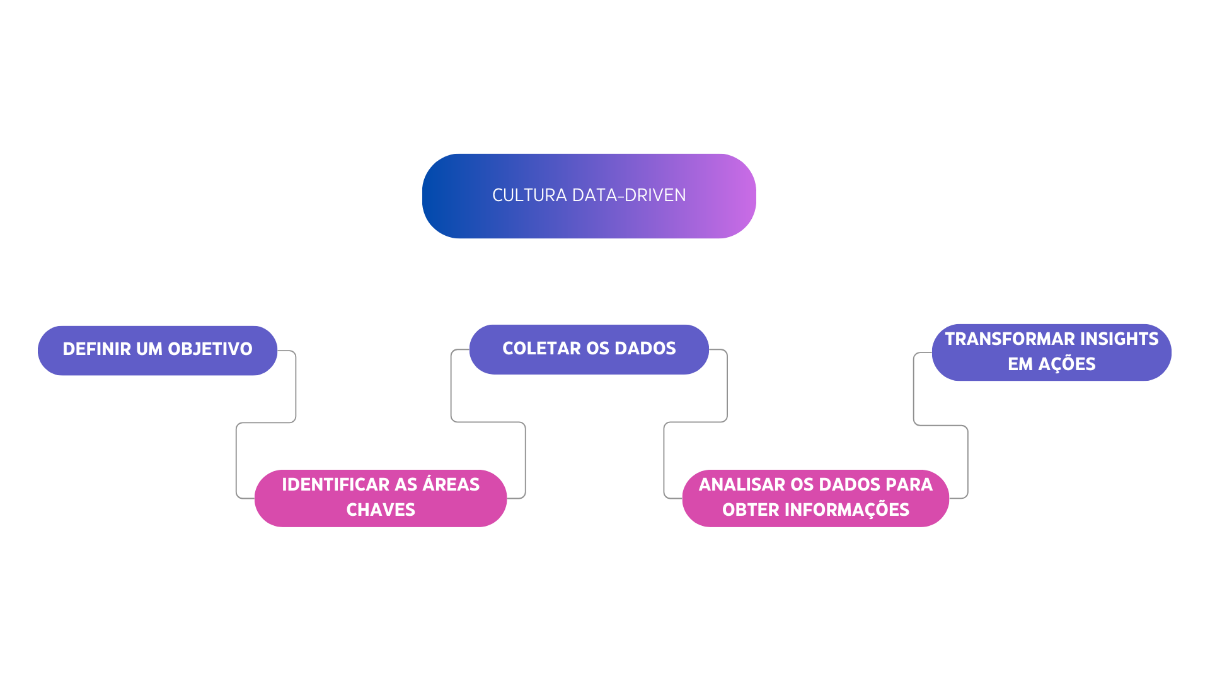 CULTURA DATA-DRIVEN
DEFINIR UM OBJETIVO
IDENTIFICAR AS ÁREAS
CHAVES
COLETAR OS DADOS
ANALISAR OS DADOS PARA
OBTER INFORMAÇÕES
TRANSFORMAR INSIGHTS
EM AÇÕES